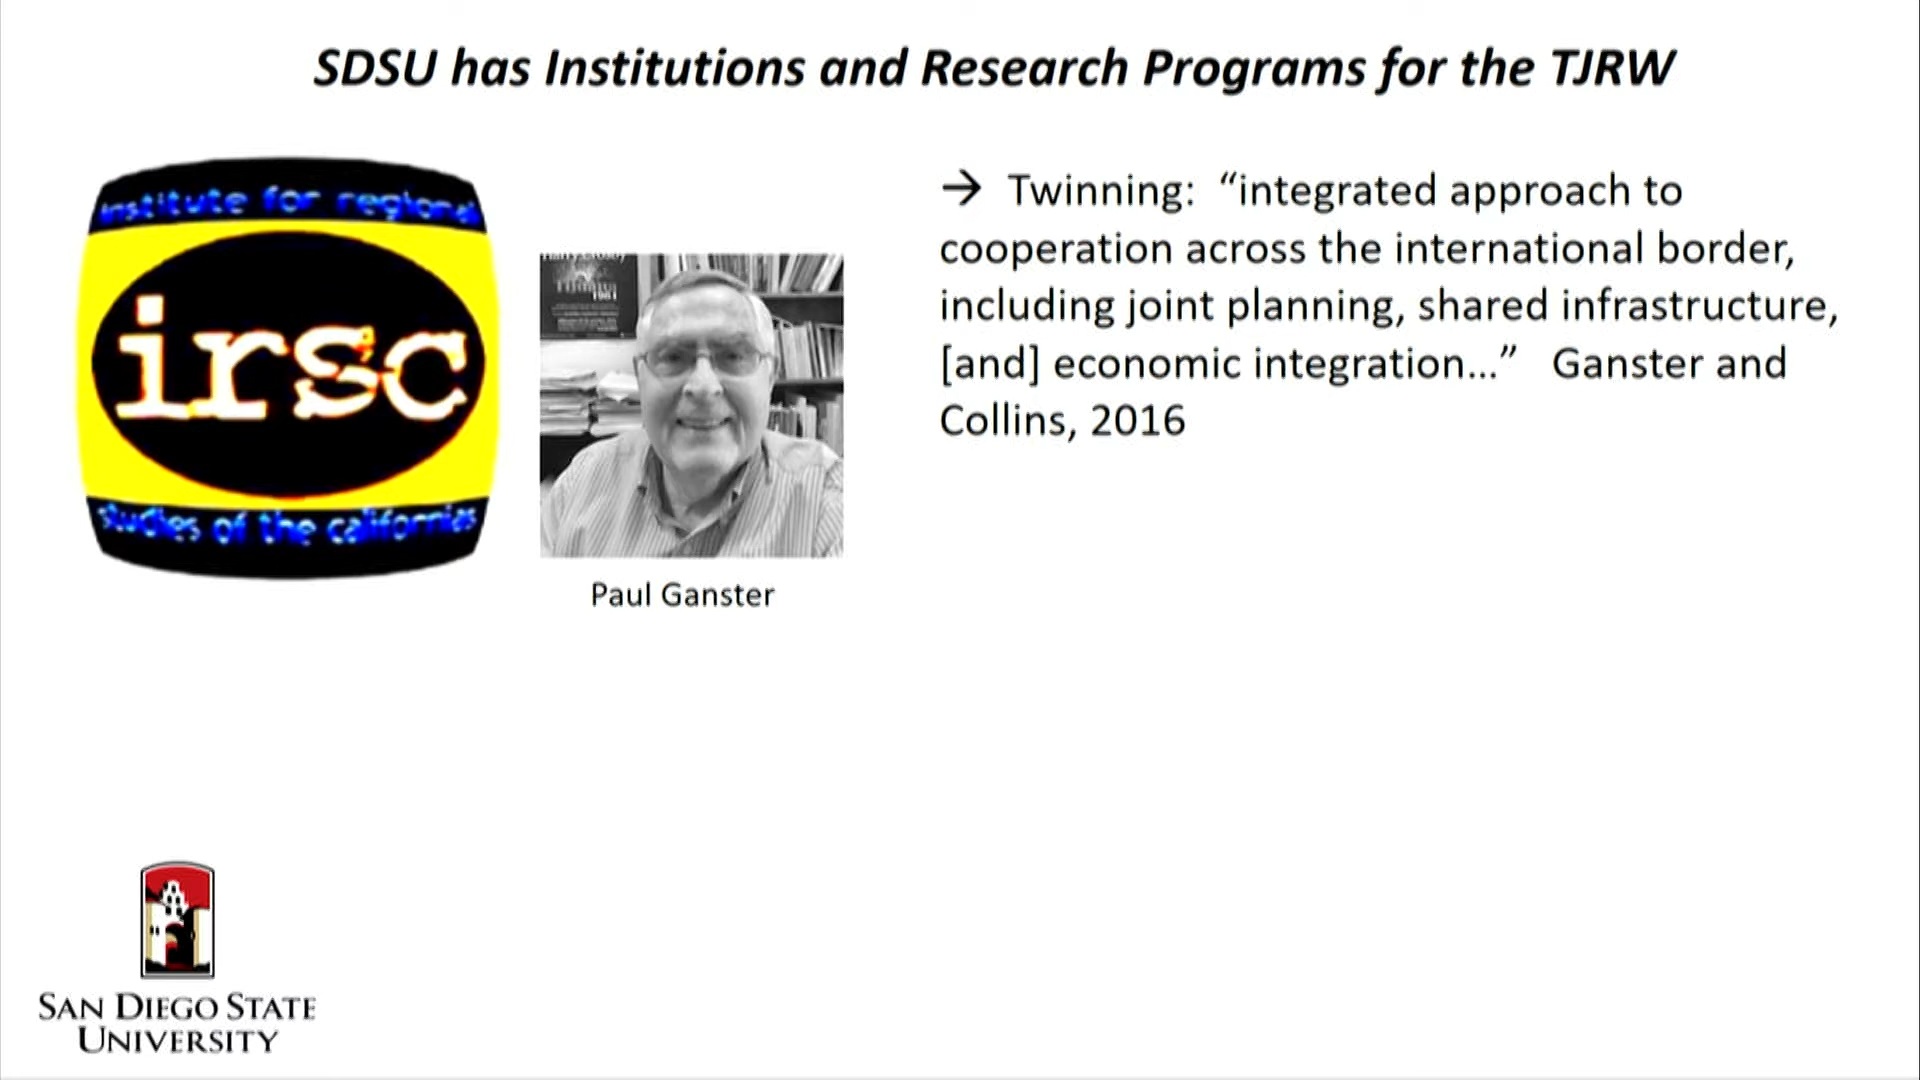 SDSU has Institutions and Research Programs for the TJRW
institute for regional
irsc
studies of the californias
Paul Ganster
→ Twinning: “integrated approach to
cooperation across the international border,
including joint planning, shared infrastructure,
[and] economic integration...” Ganster and
Collins, 2016
SAN DIEGO STATE
UNIVERSITY